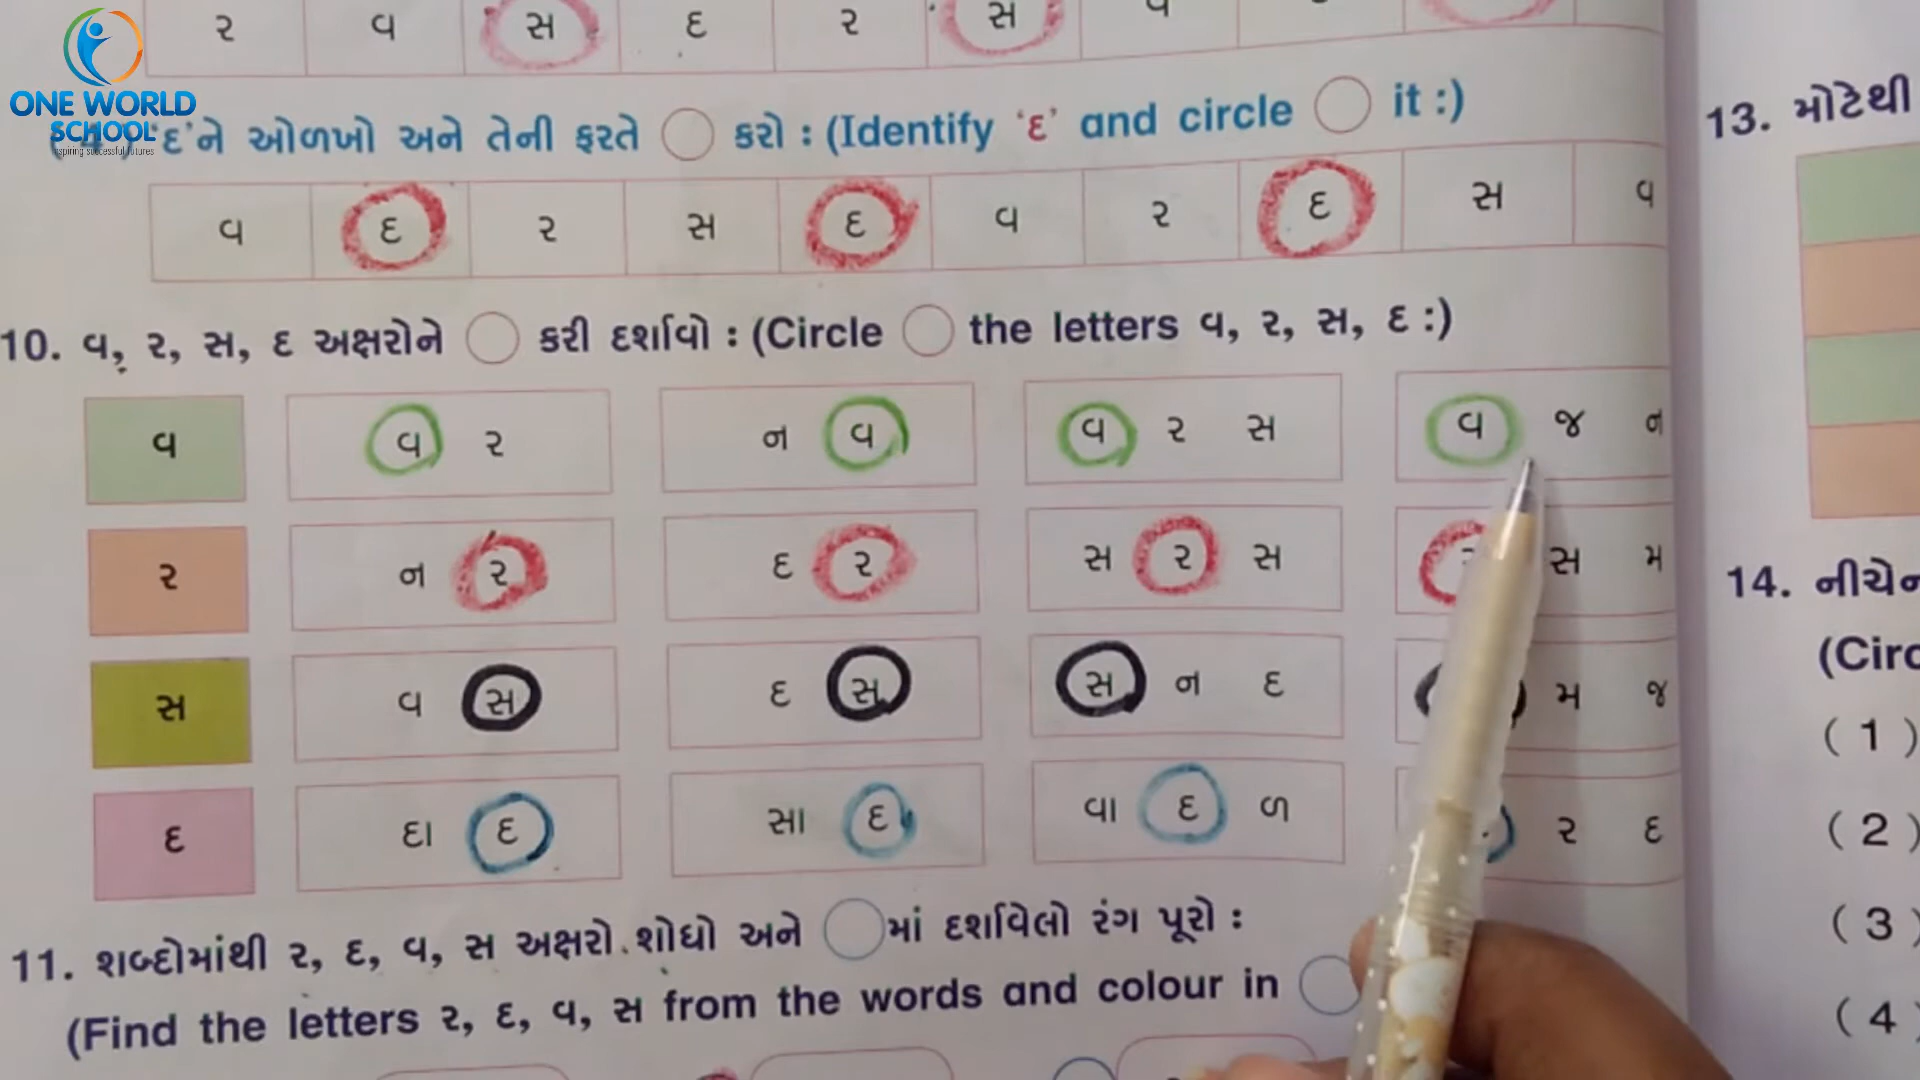 ર વ સ દ ર સ
ONE WORLD
SCHOOL
'દ'ને ઓળખો અને તેની ફરતે કરો : (Identify 'દ' and circle it :)
વ દ ર સ દ વ ર દ સ વ
10. વ, ર, સ, દ અક્ષરોને કરી દર્શાવો : (Circle the letters વ, ર, સ, દ :)
વ વ ર ન વ વ ર સ વ જ ન
ર ન ર દ ર સ ર સ સ મ
સ વ સ દ સ સ ન દ મ જ
દ દા દ સા દ વા દ ળ ર દ
11. શબ્દોમાંથી ર, દ, વ, સ અક્ષરો શોધો અને માં દર્શાવેલો રંગ પૂરો :
(Find the letters ર, દ, વ, સ from the words and colour in
13. મોટેથી
14.
(1)
(2)
(3)
(4)